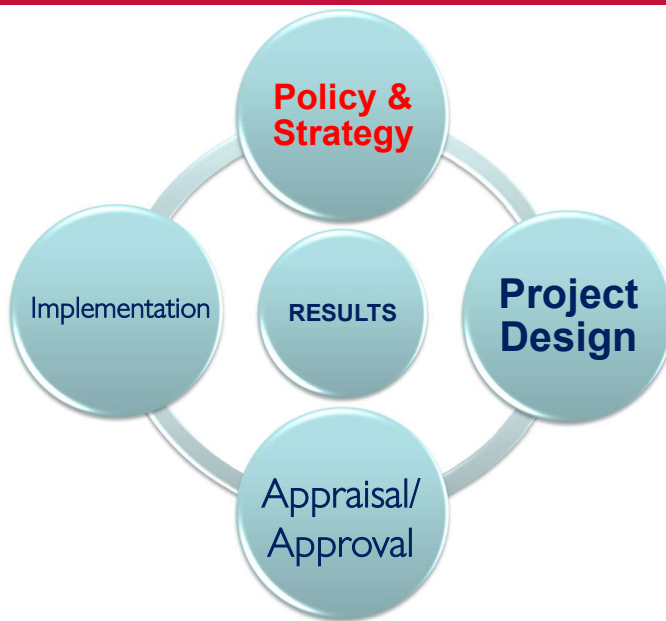 Policy &
Strategy
Implementation
RESULTS
Project
Design
Appraisal/
Approval